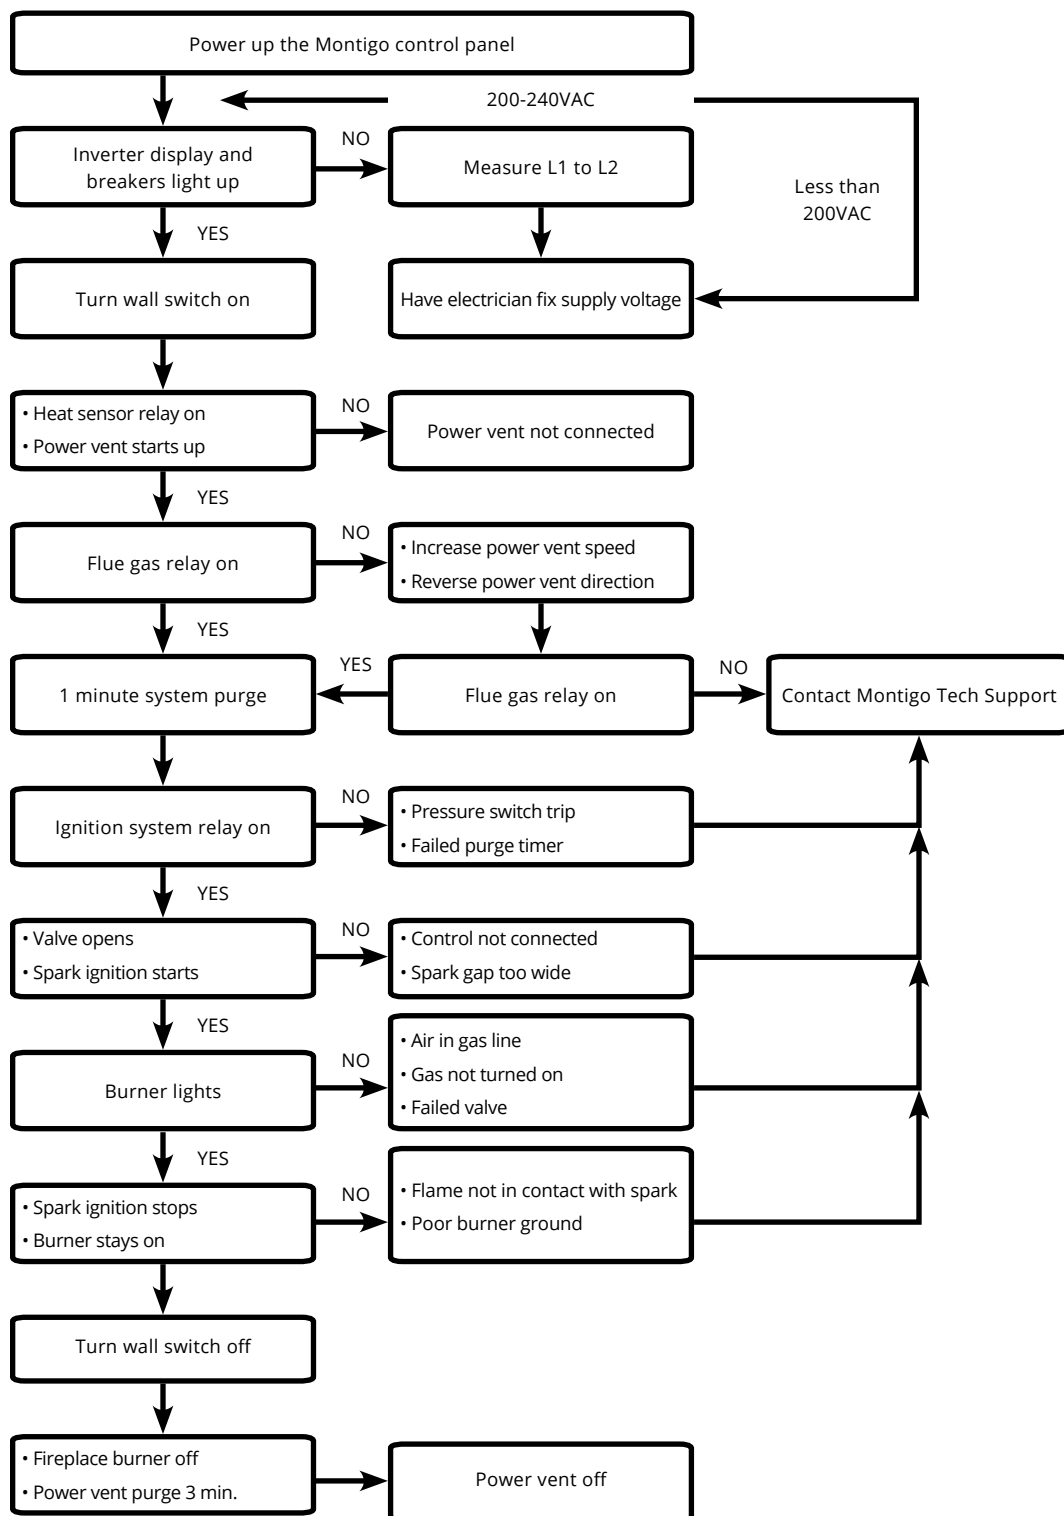 Power up the Montigo control panel
200-240VAC
Inverter display and
breakers light up
NO
Measure L1 to L2
Less than
200VAC
YES
Turn wall switch on
Have electrician fix supply voltage
• Heat sensor relay on
• Power vent starts up
NO
Power vent not connected
YES
Flue gas relay on
NO
• Increase power vent speed
• Reverse power vent direction
YES
1 minute system purge
YES
Flue gas relay on
NO
Contact Montigo Tech Support
Ignition system relay on
NO
• Pressure switch trip
• Failed purge timer
YES
• Valve opens
• Spark ignition starts
NO
• Control not connected
• Spark gap too wide
YES
Burner lights
NO
• Air in gas line
• Gas not turned on
• Failed valve
YES
• Spark ignition stops
• Burner stays on
NO
• Flame not in contact with spark
• Poor burner ground
Turn wall switch off
• Fireplace burner off
• Power vent purge 3 min.
Power vent off